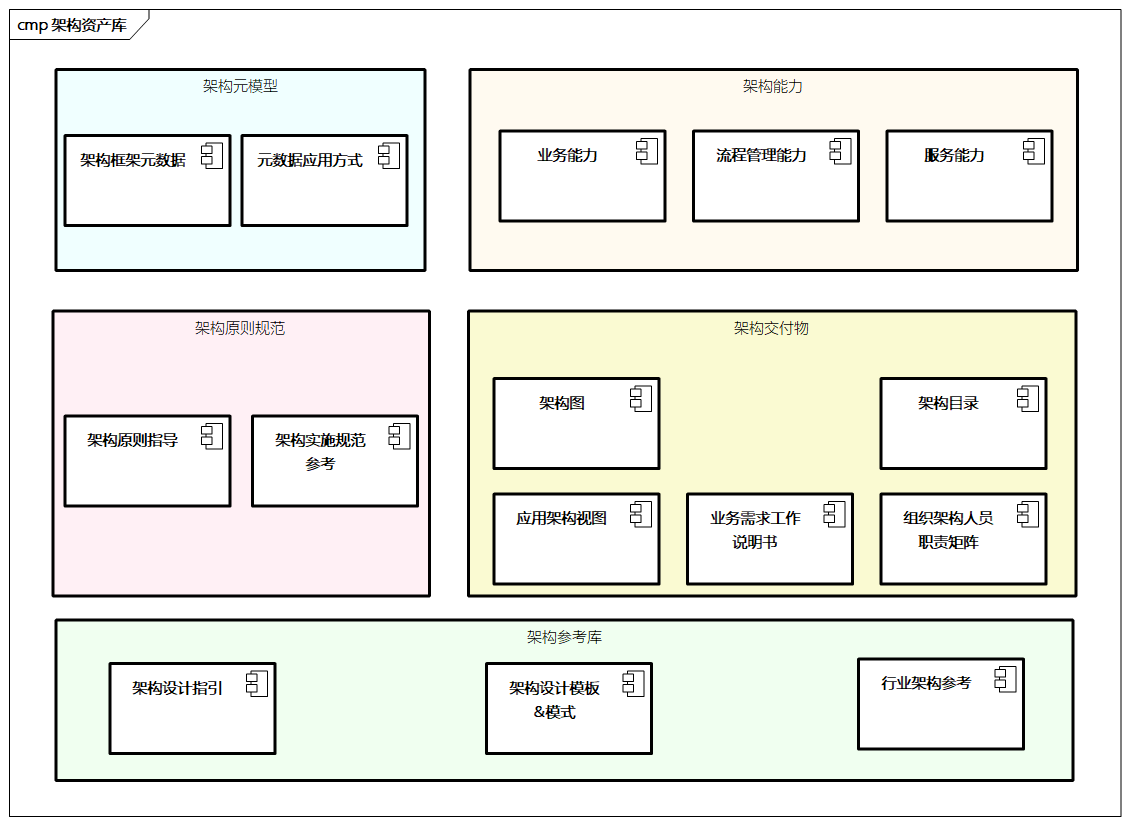 cmp 架构资产库
架构元模型
架构框架元数据
元数据应用方式
架构能力
业务能力
流程管理能力
服务能力
架构原则规范
架构原则指导
架构实施规范
参考
架构交付物
架构图
架构目录
应用架构视图
业务需求工作
说明书
组织架构人员
职责矩阵
架构参考库
架构设计指引
架构设计模板
&模式
行业架构参考